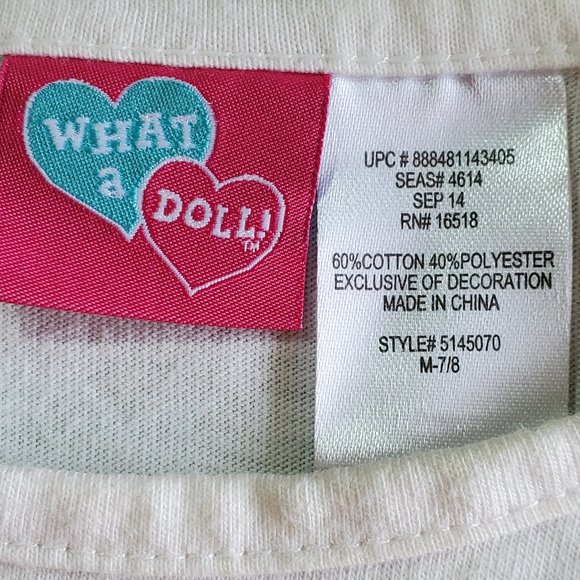 WHAT
a
DOLL!
TM
UPC # 888481143405
SEAS# 4614
SEP 14
RN# 16518
60%COTTON 40%POLYESTER
EXCLUSIVE OF DECORATION
MADE IN CHINA
STYLE# 5145070
M-7/8